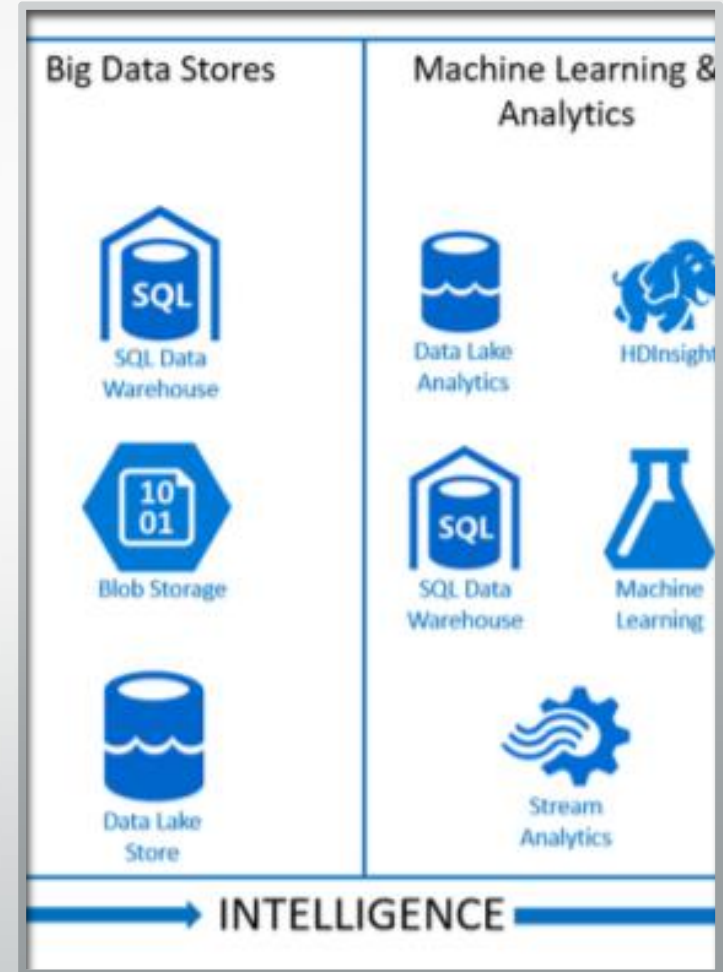 Big Data Stores
SQL
SQL Data
Warehouse
10
01
Blob Storage
Data Lake
Store
Machine Learning &
Analytics
Data Lake
Analytics
HDInsight
SQL
SQL Data
Warehouse
Machine
Learning
Stream
Analytics
INTELLIGENCE